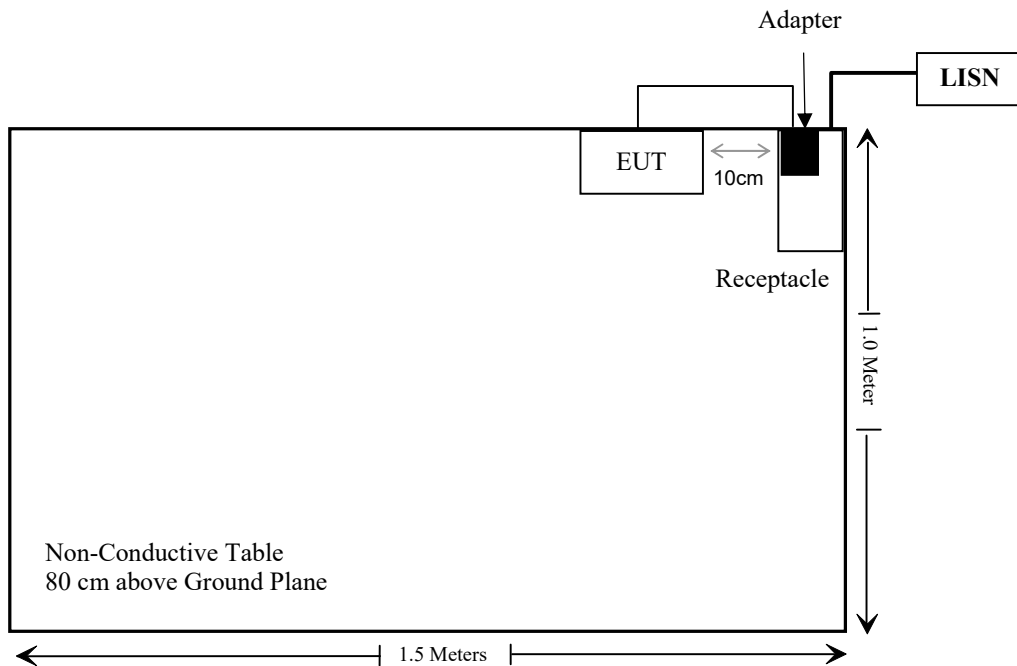 Adapter
LISN
EUT
10cm
Receptacle
1.0 Meter
Non-Conductive Table
80 cm above Ground Plane
1.5 Meters